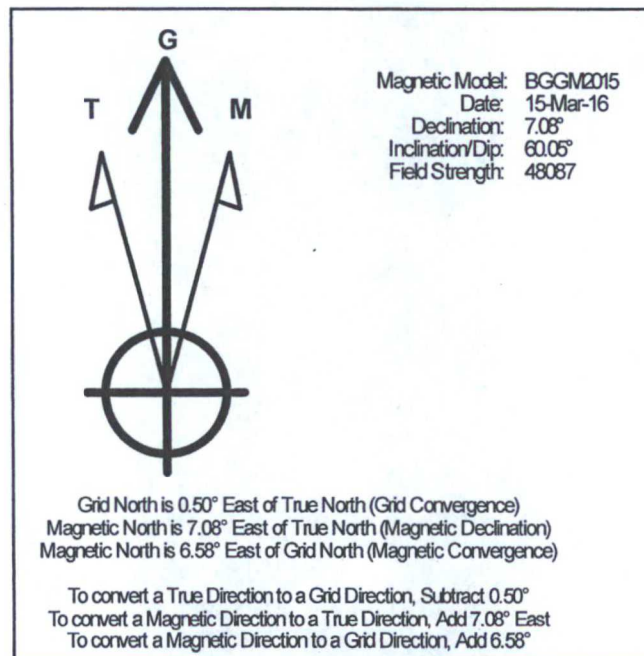 G
T
M
Magnetic Model: BGGM2015
Date: 15-Mar-16
Declination: 7.08°
Inclination/Dip: 60.05°
Field Strength: 48087
Grid North is 0.50° East of True North (Grid Convergence)
Magnetic North is 7.08° East of True North (Magnetic Declination)
Magnetic North is 6.58° East of Grid North (Magnetic Convergence)
To convert a True Direction to a Grid Direction, Subtract 0.50°
To convert a Magnetic Direction to a True Direction, Add 7.08° East
To convert a Magnetic Direction to a Grid Direction, Add 6.58°